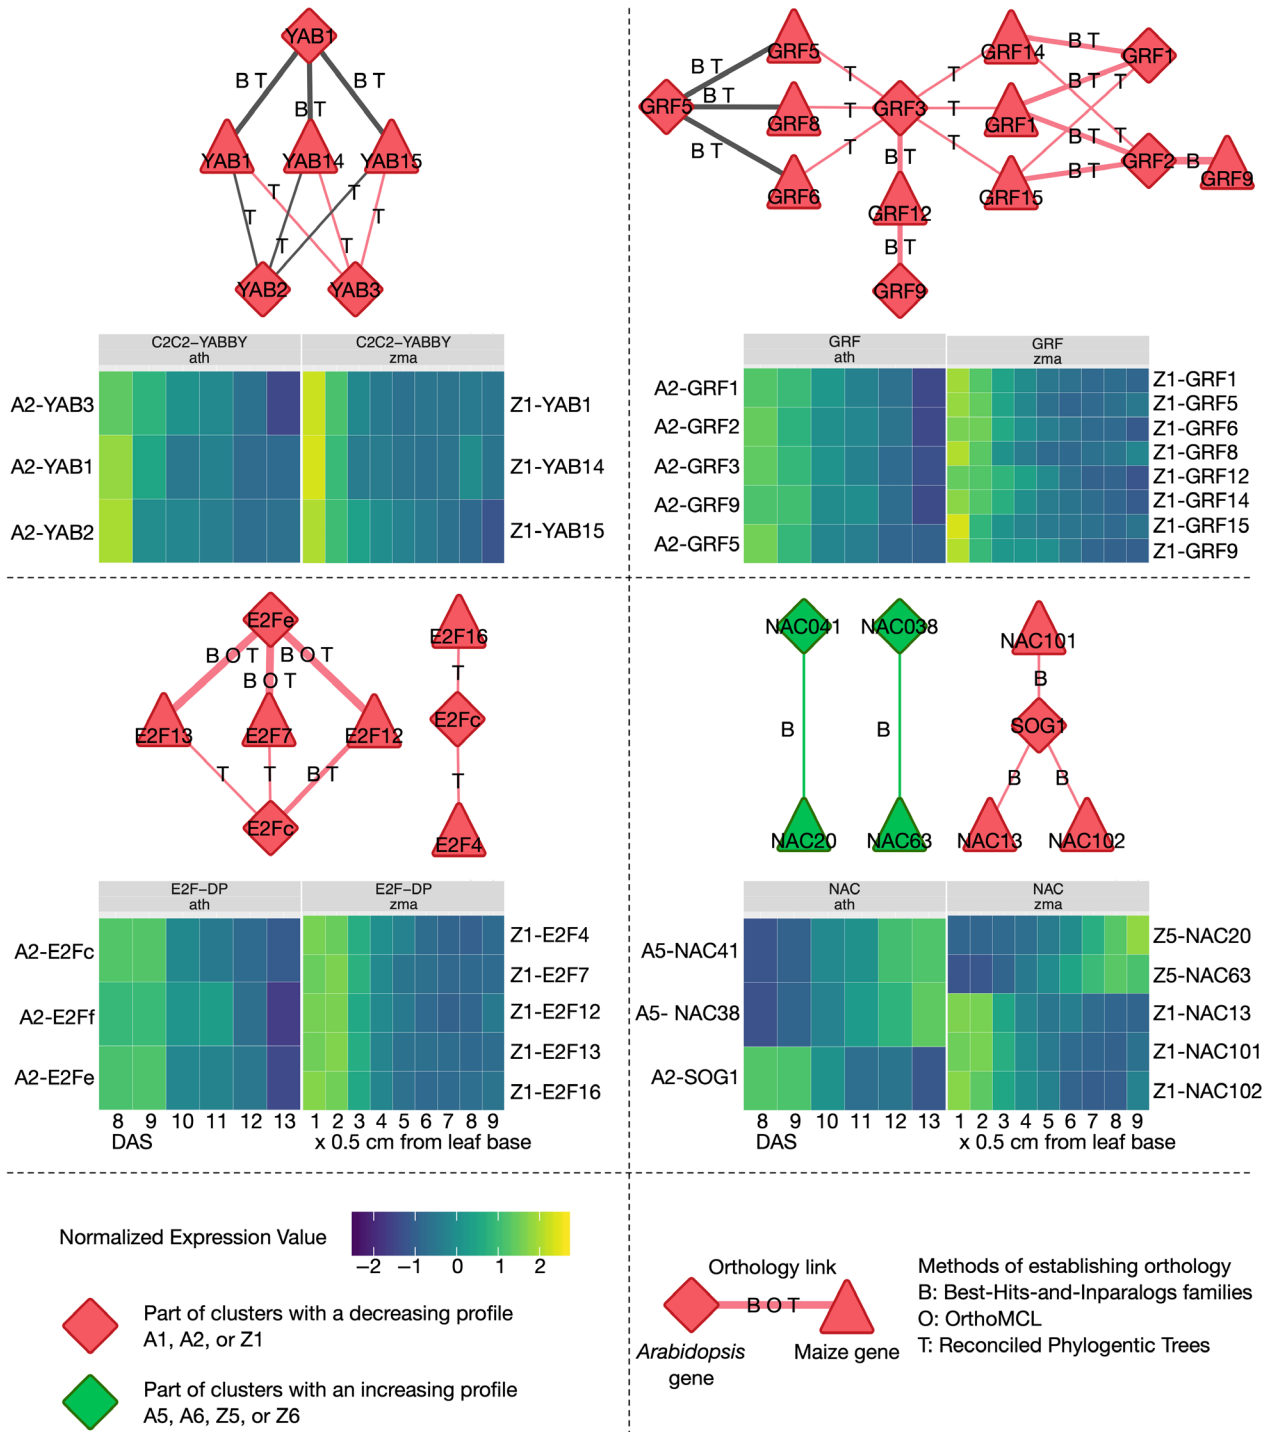 YAB1
B T
B T
B T
YAB1
YAB14
YAB15
T
T
T
T
T
T
YAB2
YAB3
C2C2–YABBY
ath
C2C2–YABBY
zma
A2-YAB3
A2-YAB1
A2-YAB2
Z1-YAB1
Z1-YAB14
Z1-YAB15
GRF5
GRF14
GRF1
B T
B T
T
B T
T
T
GRF5
B T
GRF8
T
GRF3
T
GRF1
B T
T
B T
T
T
GRF2
B
GRF9
B T
GRF6
GRF15
B T
GRF12
B T
GRF9
GRF
ath
GRF
zma
A2-GRF1
A2-GRF2
A2-GRF3
A2-GRF9
A2-GRF5
Z1-GRF1
Z1-GRF5
Z1-GRF6
Z1-GRF8
Z1-GRF12
Z1-GRF14
Z1-GRF15
Z1-GRF9
E2Fe
B O T
B O T
B O T
E2F13
E2F7
E2F12
T
T
B T
E2Fc
E2F16
T
E2Fc
T
E2F4
E2F–DP
ath
E2F–DP
zma
A2-E2Fc
A2-E2Ff
A2-E2Fe
Z1-E2F4
Z1-E2F7
Z1-E2F12
Z1-E2F13
Z1-E2F16
8 9 10 11 12 13
DAS
1 2 3 4 5 6 7 8 9
x 0.5 cm from leaf base
NAC041
NAC038
NAC101
B
SOG1
B
B
B
B
NAC20
NAC63
NAC13
NAC102
NAC
ath
NAC
zma
A5-NAC41
A5- NAC38
A2-SOG1
Z5-NAC20
Z5-NAC63
Z1-NAC13
Z1-NAC101
Z1-NAC102
8 9 10 11 12 13
DAS
1 2 3 4 5 6 7 8 9
x 0.5 cm from leaf base
Normalized Expression Value
−2 −1 0 1 2
Part of clusters with a decreasing profile
A1, A2, or Z1
Part of clusters with an increasing profile
A5, A6, Z5, or Z6
Orthology link
B O T
Arabidopsis
gene
Maize gene
Methods of establishing orthology
B: Best-Hits-and-Inparalogs families
O: OrthoMCL
T: Reconciled Phylogentic Trees